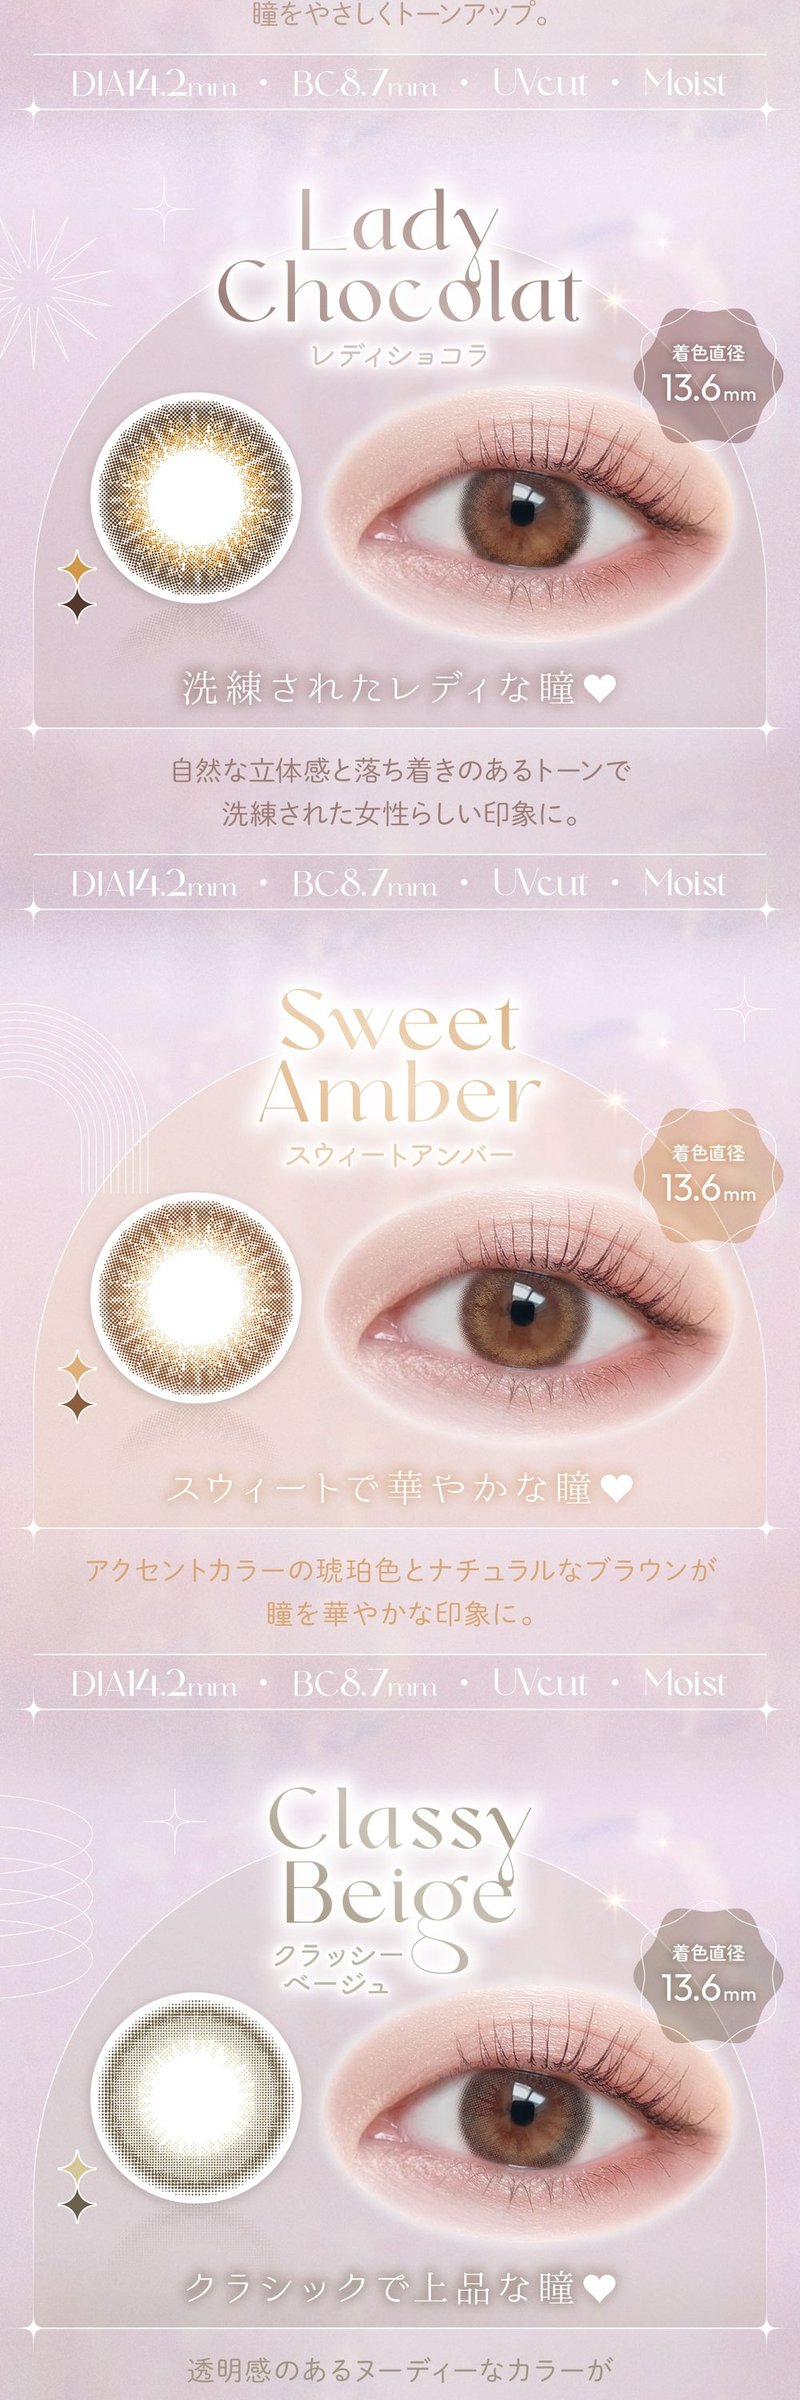 瞳をやさしくトーンアップ。
DIA14.2mm ・ BC8.7mm ・ UVcut ・ Moist
Lady
Chocolat
レディショコラ
着色直径
13.6mm
洗練されたレディな瞳♥
自然な立体感と落ち着きのあるトーンで
洗練された女性らしい印象に。
DIA14.2mm ・ BC8.7mm ・ UVcut ・ Moist
Sweet
Amber
スウィートアンバー
着色直径
13.6mm
スウィートで華やかな瞳♥
アクセントカラーの琥珀色とナチュラルなブラウンが
瞳を華やかな印象に。
DIA14.2mm ・ BC8.7mm ・ UVcut ・ Moist
Classy
Beige
クラッシー
ベージュ
着色直径
13.6mm
クラシックで上品な瞳♥
透明感のあるヌーディーなカラーが